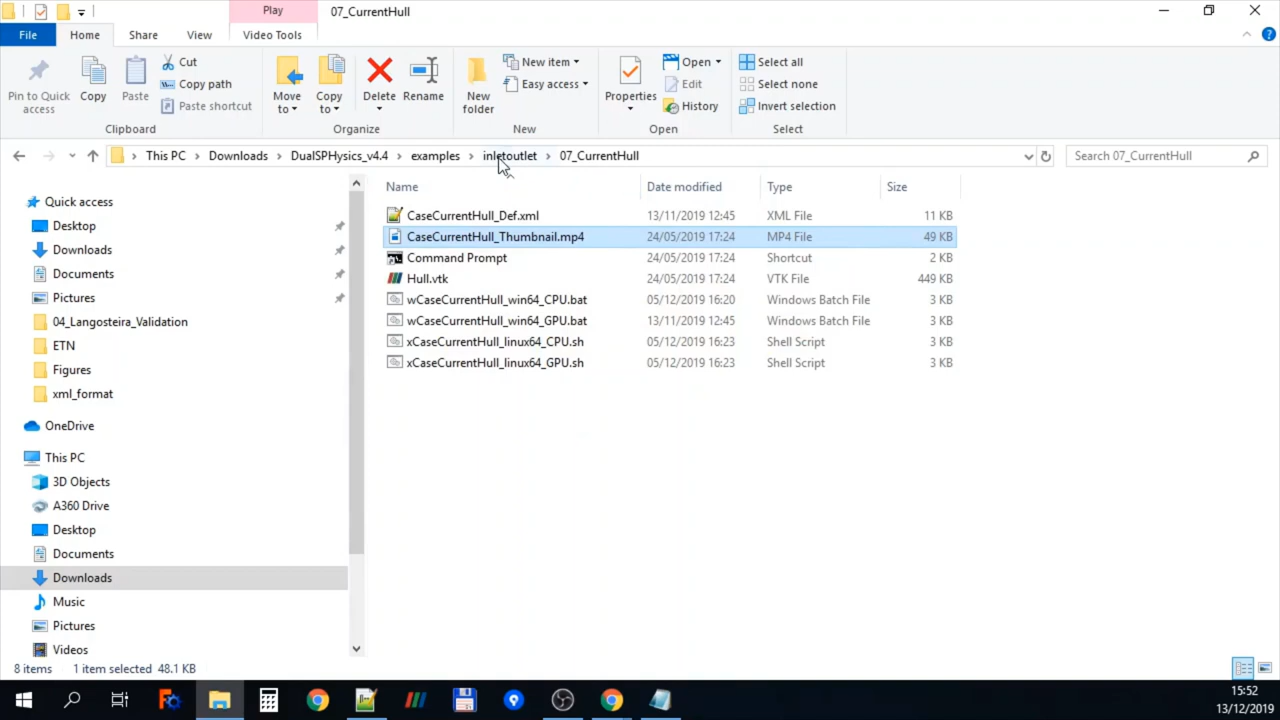 Play
07_CurrentHull
File
Home
Share
View
Video Tools
Pin to Quick access
Copy
Paste
Cut
Copy path
Paste shortcut
Clipboard
Move to
Copy to
Delete
Rename
Organize
New folder
New item
Easy access
New
Properties
Open
Edit
History
Open
Select all
Select none
Invert selection
Select
This PC > Downloads > DualSPHysics_v4.4 > examples > inletoutlet > 07_CurrentHull
Search 07_CurrentHull
Name Date modified Type Size
CaseCurrentHull_Def.xml 13/11/2019 12:45 XML File 11 KB
CaseCurrentHull_Thumbnail.mp4 24/05/2019 17:24 MP4 File 49 KB
Command Prompt 24/05/2019 17:24 Shortcut 2 KB
Hull.vtk 24/05/2019 17:24 VTK File 449 KB
wCaseCurrentHull_win64_CPU.bat 05/12/2019 16:20 Windows Batch File 3 KB
wCaseCurrentHull_win64_GPU.bat 13/11/2019 12:45 Windows Batch File 3 KB
xCaseCurrentHull_linux64_CPU.sh 05/12/2019 16:23 Shell Script 3 KB
xCaseCurrentHull_linux64_GPU.sh 05/12/2019 16:23 Shell Script 3 KB
Quick access
Desktop
Downloads
Documents
Pictures
04_Langosteira_Validation
ETN
Figures
xml_format
OneDrive
This PC
3D Objects
A360 Drive
Desktop
Documents
Downloads
Music
Pictures
Videos
8 items 1 item selected 48.1 KB
15:52
13/12/2019